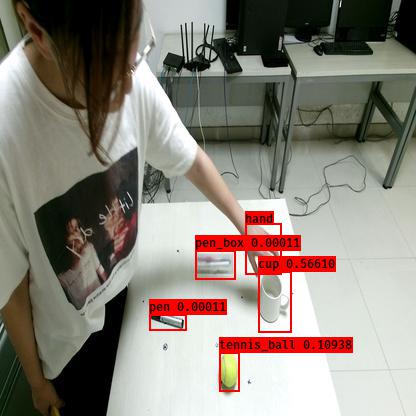 hand
pen_box 0.00011
cup 0.56610
pen 0.00011
tennis_ball 0.10938